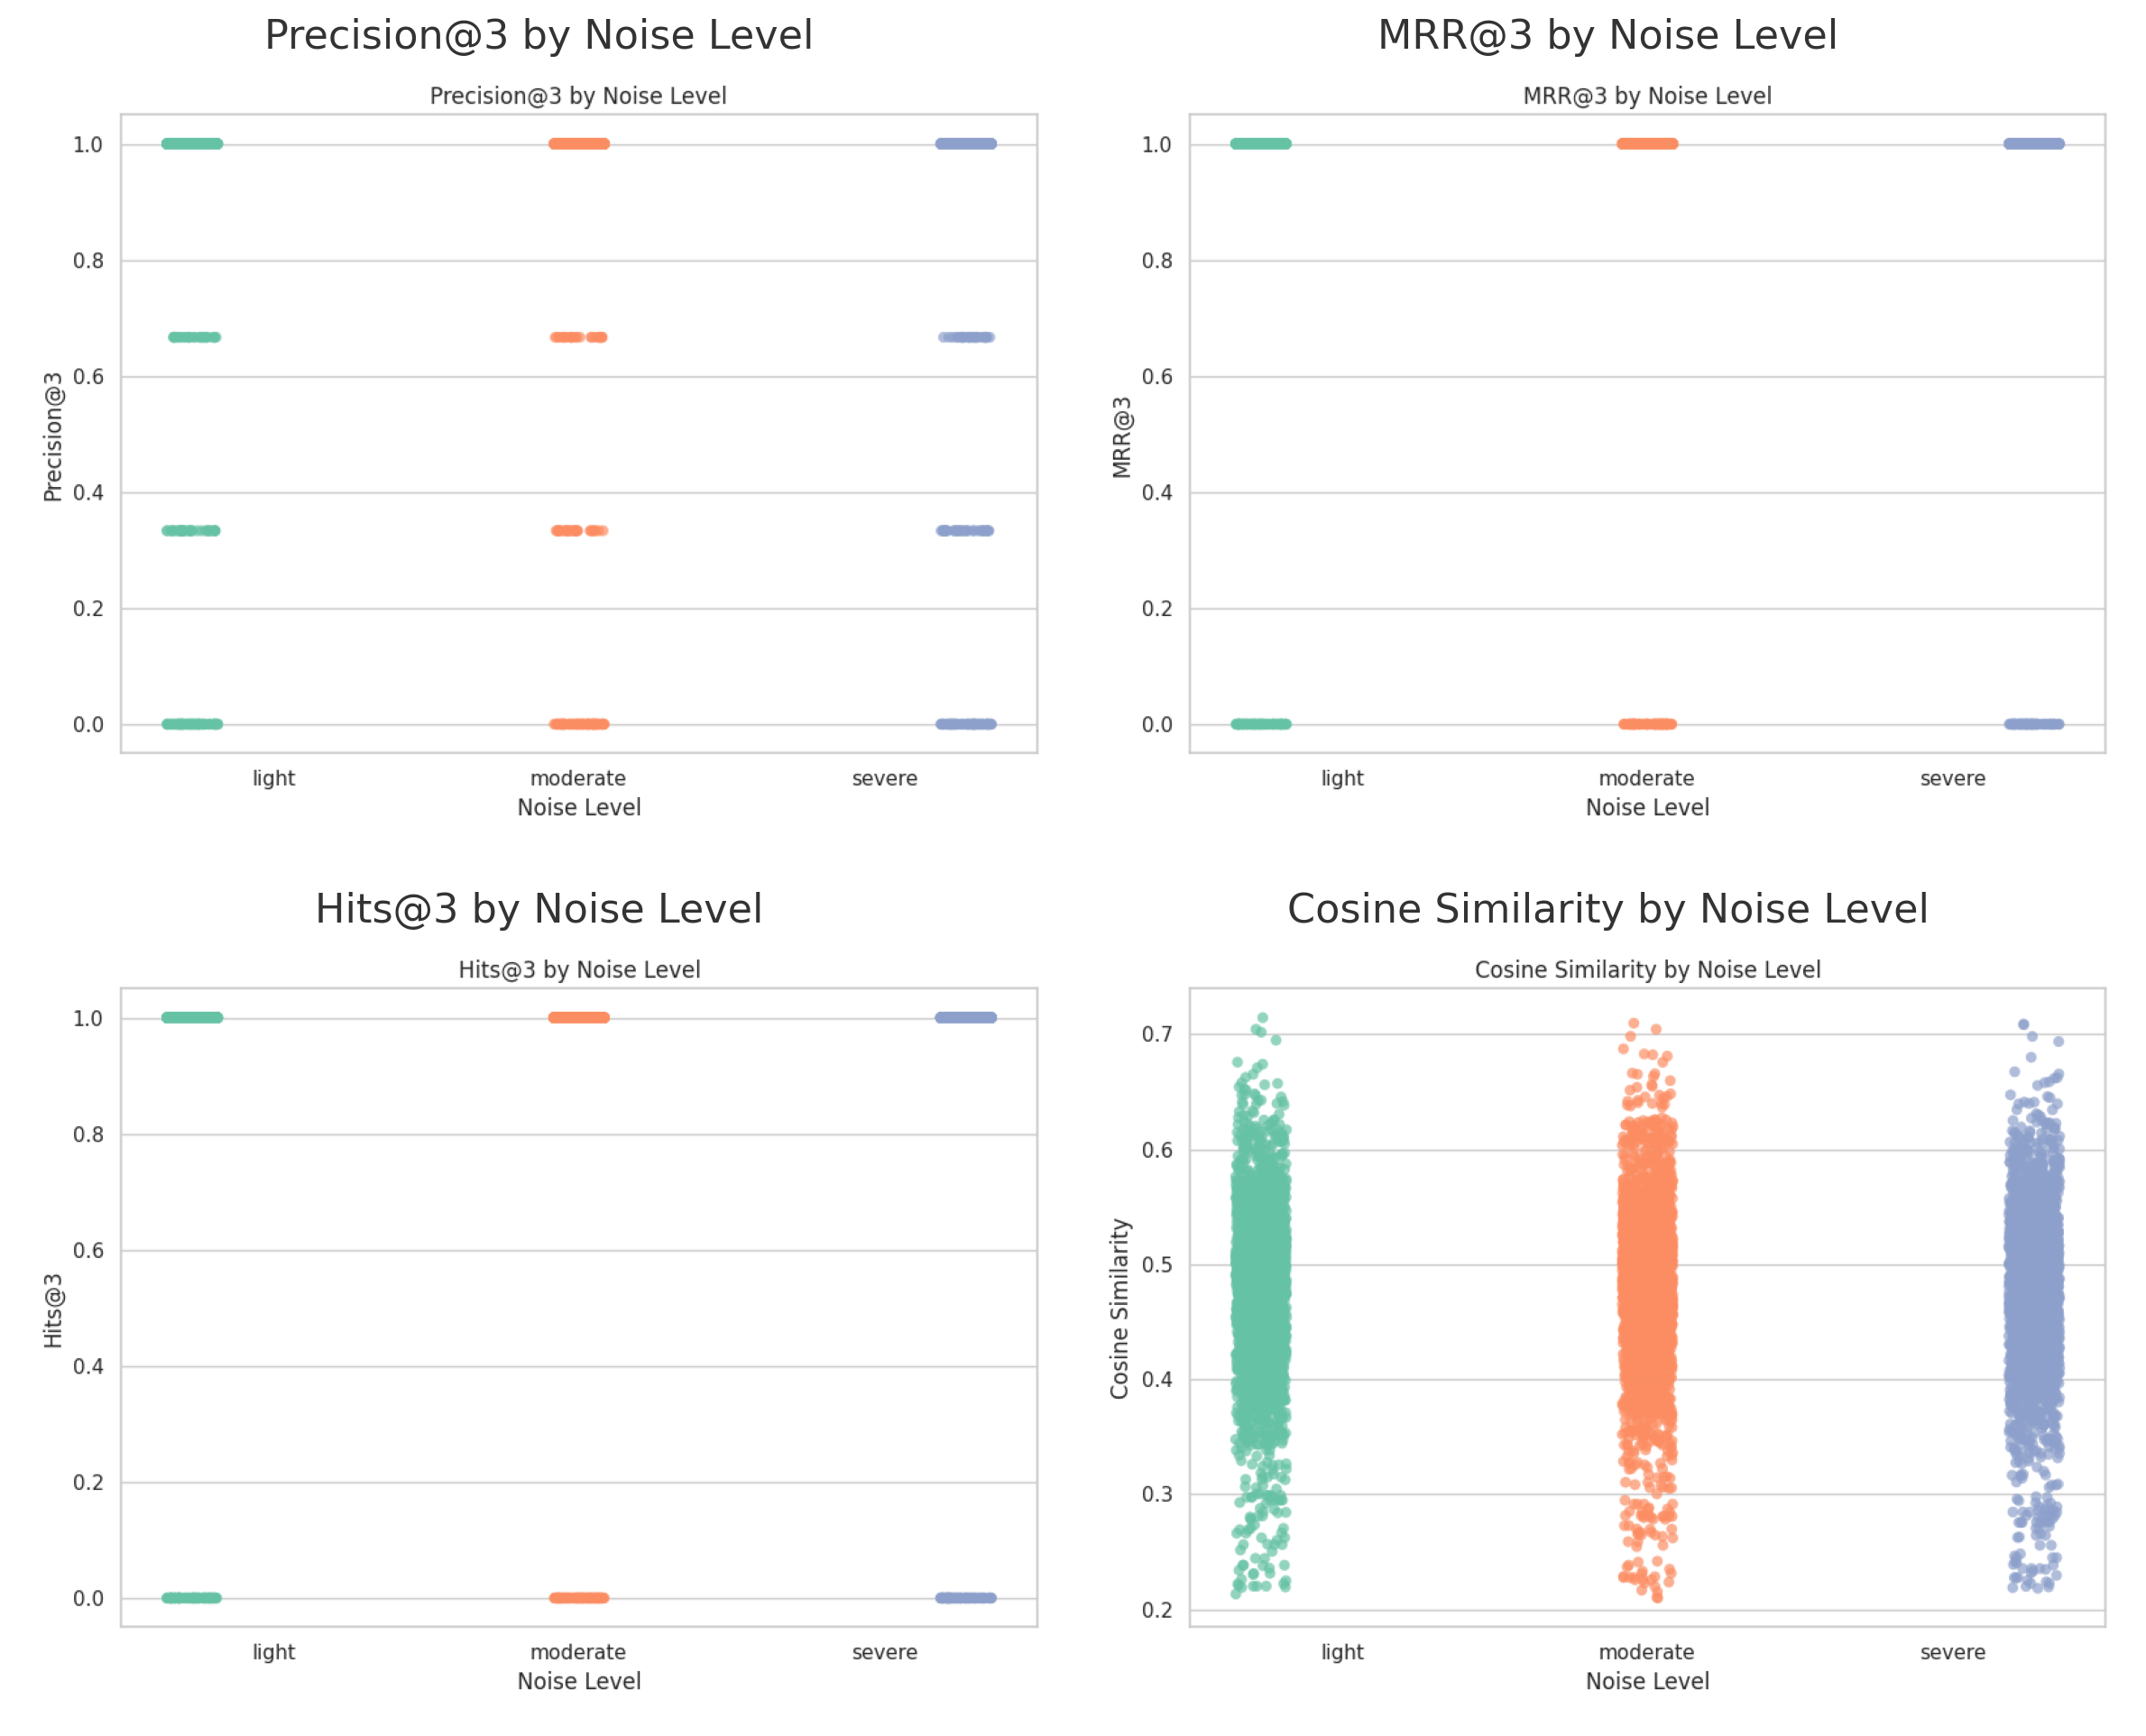 Precision@3 by Noise Level
Precision@3 by Noise Level
Precision@3
1.0
0.8
0.6
0.4
0.2
0.0
light moderate severe
Noise Level
MRR@3 by Noise Level
MRR@3 by Noise Level
MRR@3
1.0
0.8
0.6
0.4
0.2
0.0
light moderate severe
Noise Level
Hits@3 by Noise Level
Hits@3 by Noise Level
Hits@3
1.0
0.8
0.6
0.4
0.2
0.0
light moderate severe
Noise Level
Cosine Similarity by Noise Level
Cosine Similarity by Noise Level
Cosine Similarity
0.7
0.6
0.5
0.4
0.3
0.2
light moderate severe
Noise Level